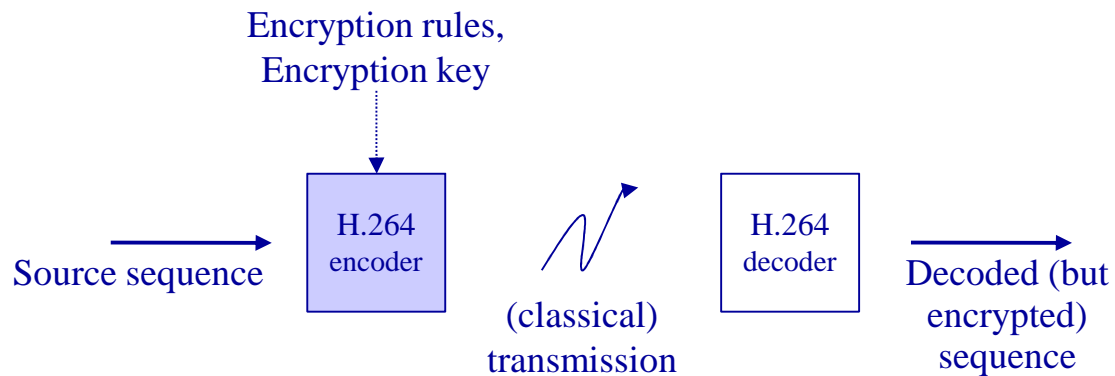 Encryption rules,
Encryption key
Source sequence
H.264
encoder
(classical)
transmission
H.264
decoder
Decoded (but
encrypted)
sequence